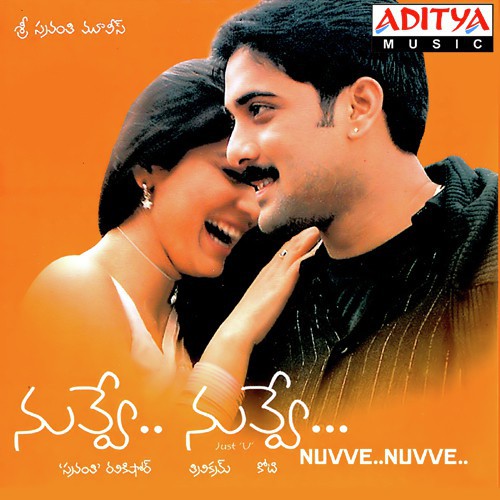 శ్రీ స్రవంతి మూవీస్
ADITYA
MUSIC
నువ్వే.. నువ్వే...
Just 'U'
NUVVE..NUVVE..
'స్రవంతి' రవికిషోర్ త్రివిక్రమ్ కోటి